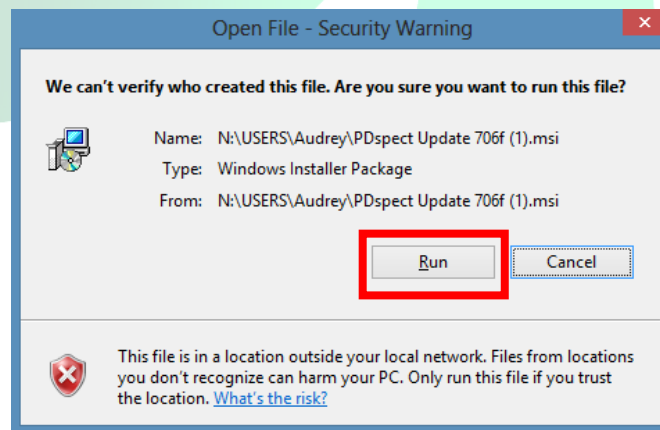 Open File - Security Warning
We can't verify who created this file. Are you sure you want to run this file?
Name: N:\USERS\Audrey\PDspect Update 706f (1).msi
Type: Windows Installer Package
From: N:\USERS\Audrey\PDspect Update 706f (1).msi
Run Cancel
This file is in a location outside your local network. Files from locations
you don't recognize can harm your PC. Only run this file if you trust
the location. What's the risk?